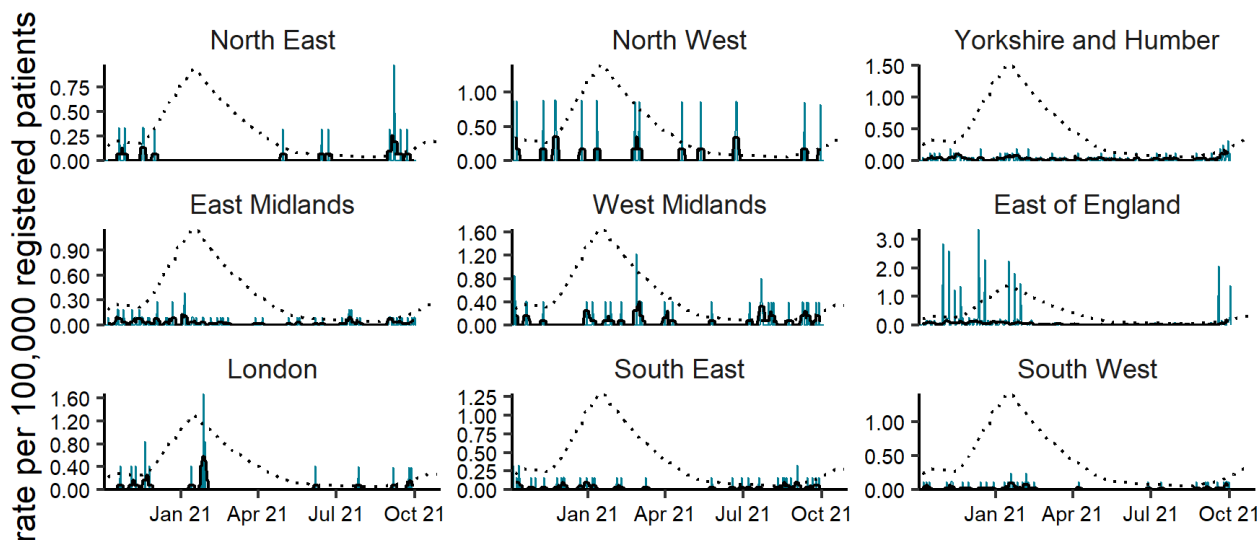 rate per 100,000 registered patients
North East
0.75
0.50
0.25
0.00
North West
1.00
0.50
0.00
Yorkshire and Humber
1.50
1.00
0.50
0.00
East Midlands
0.90
0.60
0.30
0.00
West Midlands
1.60
1.20
0.80
0.40
0.00
East of England
3.0
2.0
1.0
0.0
London
1.60
1.20
0.80
0.40
0.00
Jan 21 Apr 21 Jul 21 Oct 21
South East
1.25
1.00
0.75
0.50
0.25
0.00
Jan 21 Apr 21 Jul 21 Oct 21
South West
1.00
0.50
0.00
Jan 21 Apr 21 Jul 21 Oct 21